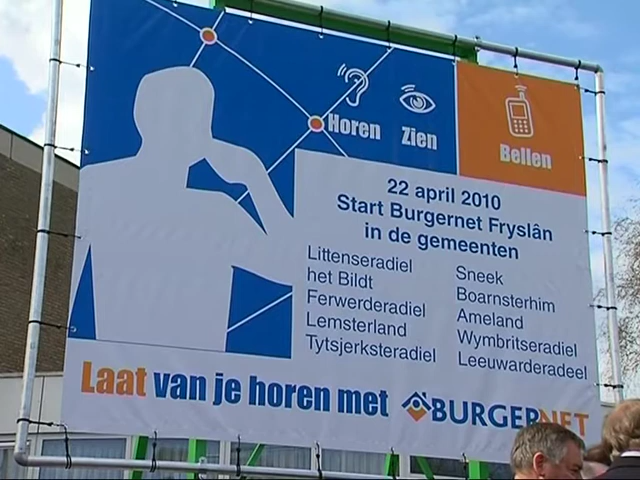 Horen
Zien
Bellen
22 april 2010
Start Burgernet Fryslân
in de gemeenten
Littenseradiel
het Bildt
Ferwerderadiel
Lemsterland
Tytsjerksteradiel
Sneek
Boarnsterhim
Ameland
Wymbritseradiel
Leeuwarderadeel
Laat van je horen met
BURGERNET